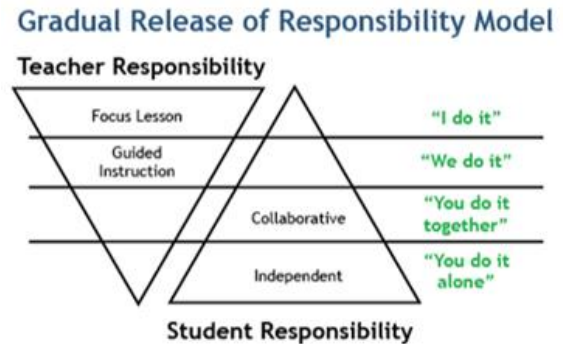 Gradual Release of Responsibility Model
Teacher Responsibility
Focus Lesson
"I do it"
Guided
Instruction
"We do it"
Collaborative
"You do it
together"
Independent
"You do it
alone"
Student Responsibility